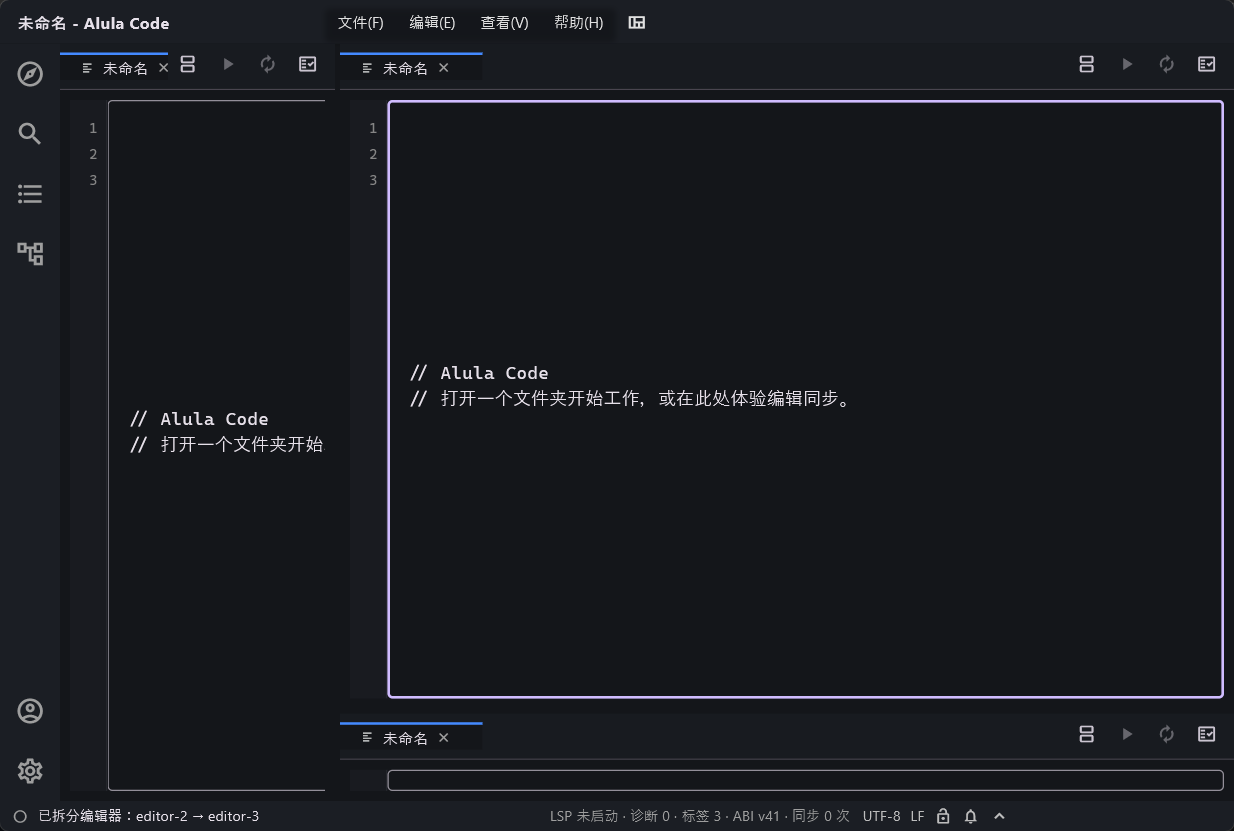 未命名 - Alula Code 文件(F) 编辑(E) 查看(V) 帮助(H)
未命名
1
2
3
// Alula Code
// 打开一个文件夹开始
未命名
1
2
3
// Alula Code
// 打开一个文件夹开始工作，或在此处体验编辑同步。
未命名
已拆分编辑器：editor-2 → editor-3 LSP 未启动 · 诊断 0 · 标签 3 · ABI v41 · 同步 0 次 UTF-8 LF